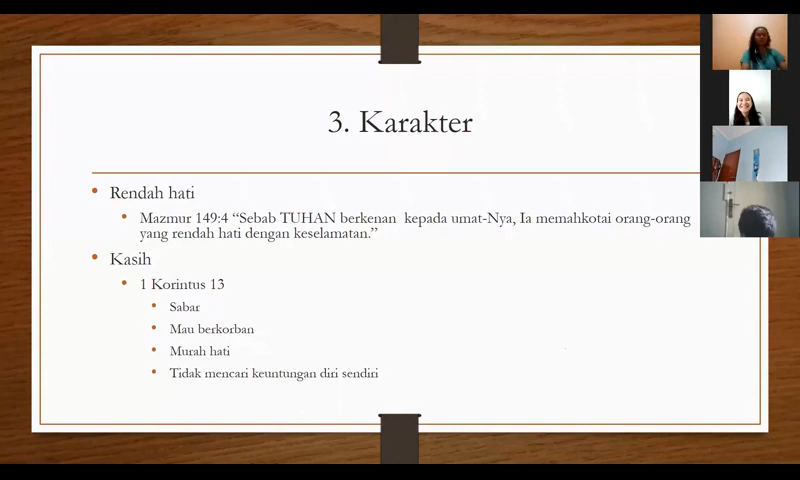 3. Karakter
Rendah hati
Mazmur 149:4 “Sebab TUHAN berkenan kepada umat-Nya, Ia memahkotai orang-orang
yang rendah hati dengan keselamatan.”
Kasih
1 Korintus 13
Sabar
Mau berkorban
Murah hati
Tidak mencari keuntungan diri sendiri